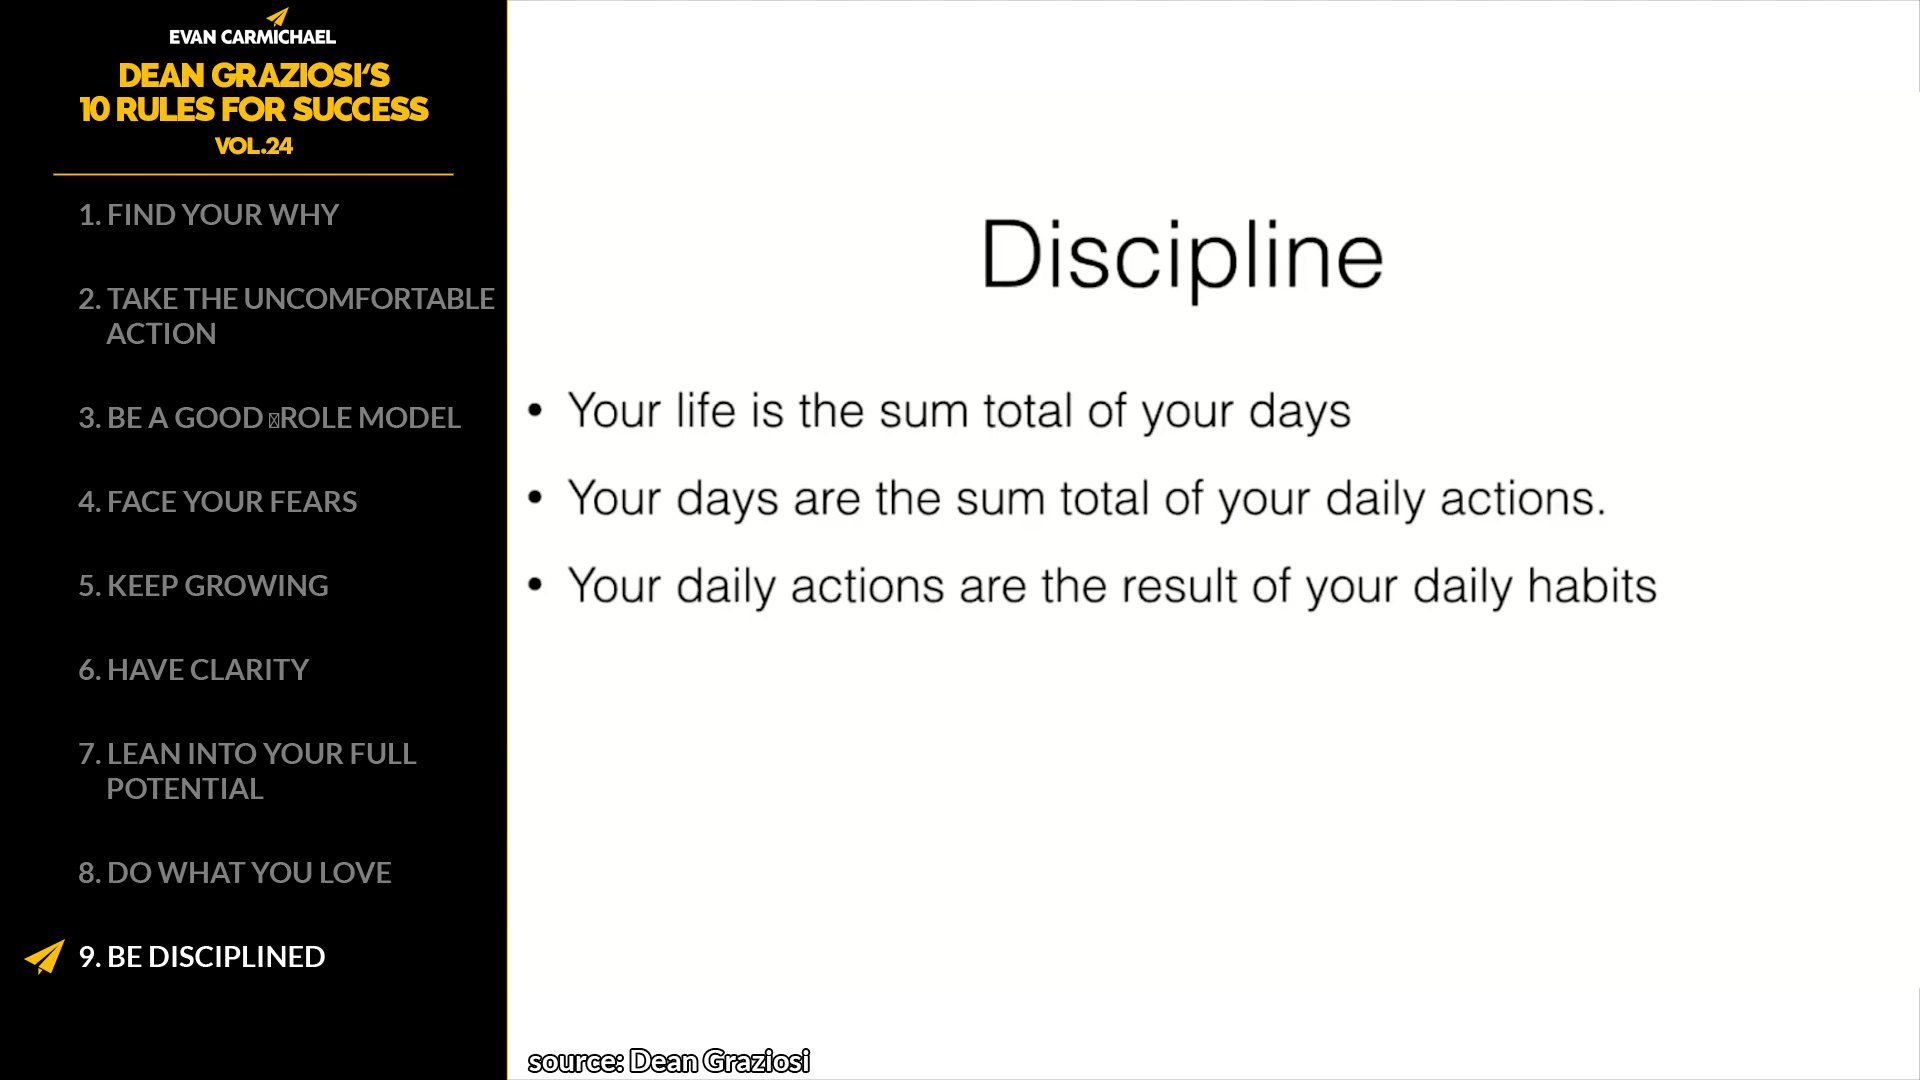 EVAN CARMICHAEL
DEAN GRAZIOSI'S
10 RULES FOR SUCCESS
VOL.24
1. FIND YOUR WHY
2. TAKE THE UNCOMFORTABLE
ACTION
3. BE A GOOD ROLE MODEL
4. FACE YOUR FEARS
5. KEEP GROWING
6. HAVE CLARITY
7. LEAN INTO YOUR FULL
POTENTIAL
8. DO WHAT YOU LOVE
9. BE DISCIPLINED
Discipline
• Your life is the sum total of your days
• Your days are the sum total of your daily actions.
• Your daily actions are the result of your daily habits
source: Dean Graziosi